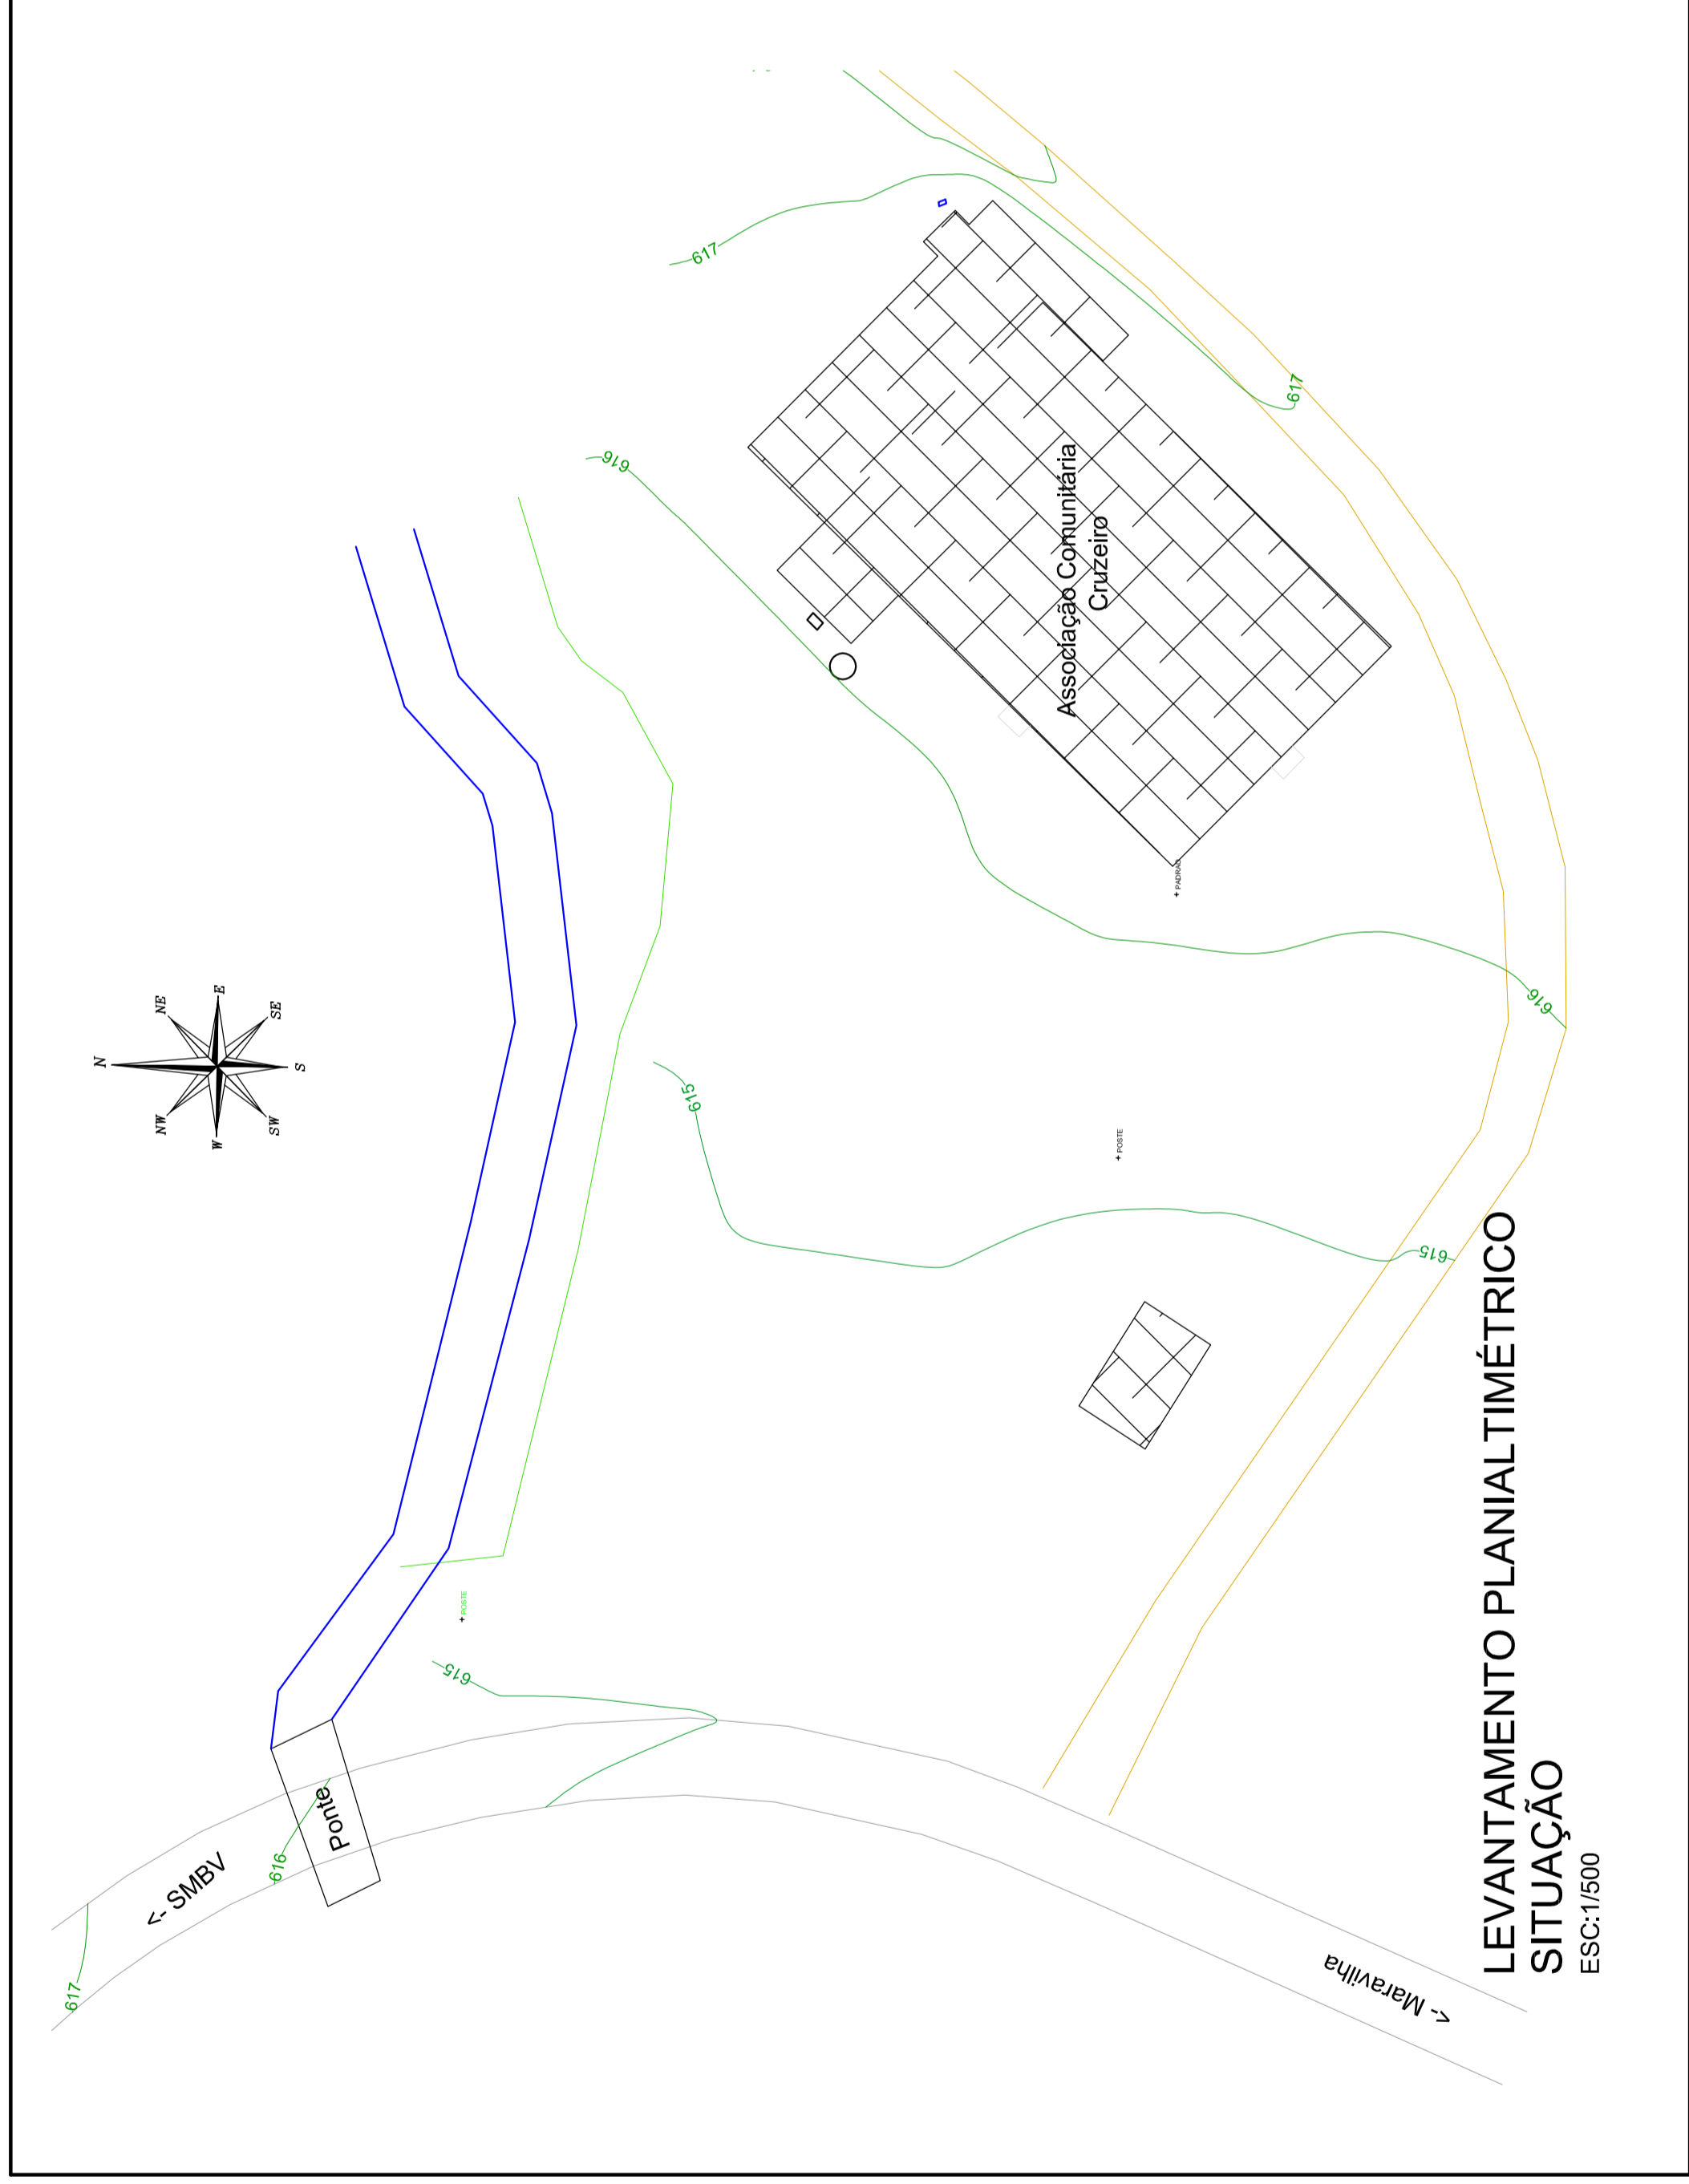 N
NE
E
SE
S
SW
W
NW
617
616
617
616
615
615
615
616
617
Associação Comunitária
Cruzeiro
+ PADRAO
+ POSTE
+ POSTE
Ponte
<- SMBV
<- Maravilha
LEVANTAMENTO PLANIALTIMÉTRICO
SITUAÇÃO
ESC:1/500